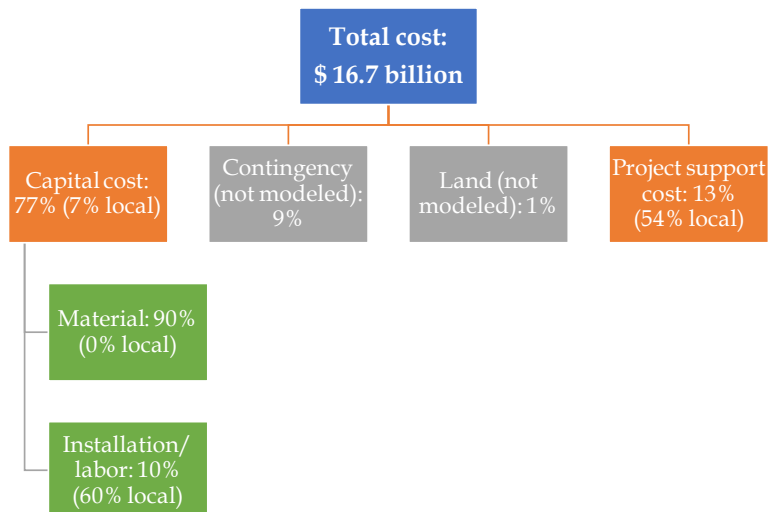 Total cost:
$ 16.7 billion
Capital cost:
77% (7% local)
Contingency
(not modeled):
9%
Land (not
modeled): 1%
Project support
cost: 13%
(54% local)
Material: 90%
(0% local)
Installation/
labor: 10%
(60% local)